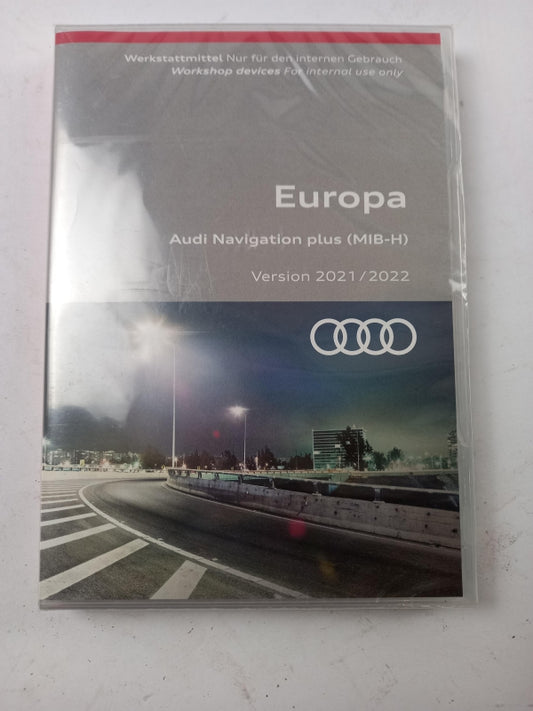 Werkstattmittel Nur für den internen Gebrauch
Workshop devices For internal use only
Europa
Audi Navigation plus (MIB-H)
Version 2021/2022